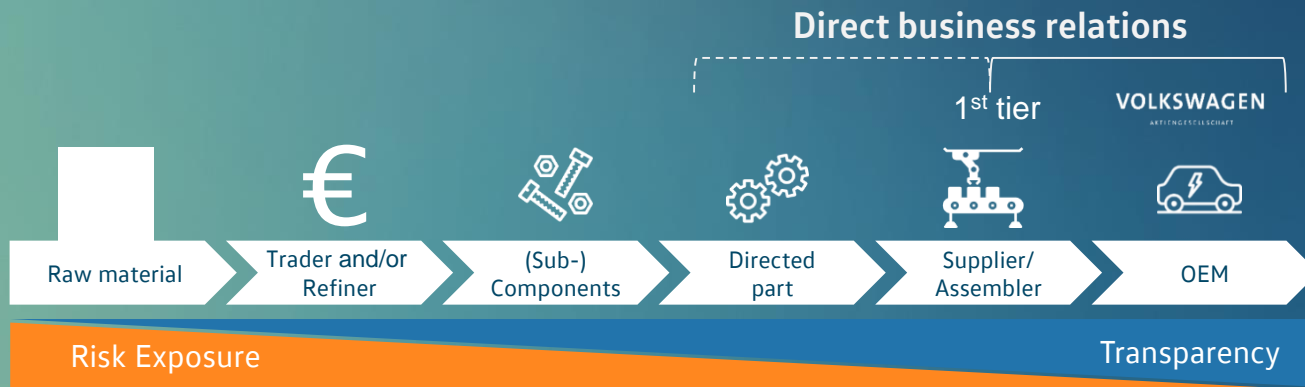 Direct business relations
1st tier
VOLKSWAGEN
AKTIENGESELLSCHAFT
€
Raw material
Trader and/or
Refiner
(Sub-)
Components
Directed
part
Supplier/
Assembler
OEM
Risk Exposure
Transparency